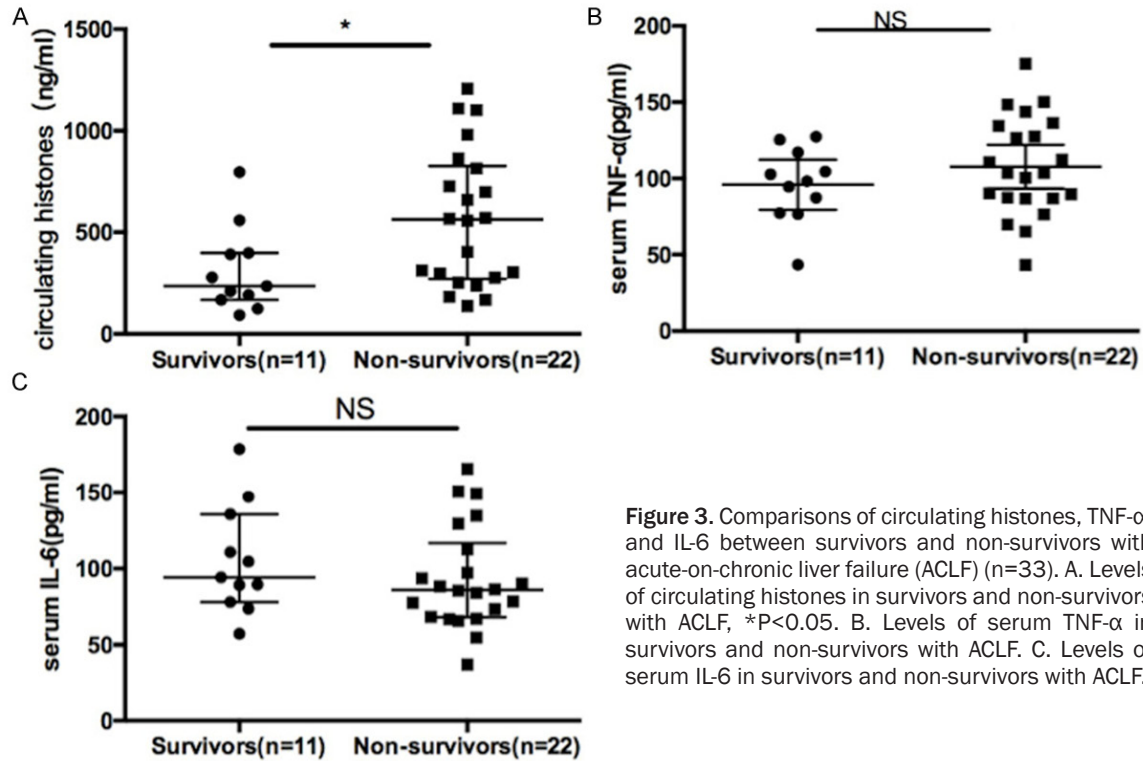 A
*
circulating histones (ng/ml)
1500
1000
500
0
Survivors(n=11)
Non-survivors(n=22)
B
NS
serum TNF-α(pg/ml)
200
150
100
50
0
Survivors(n=11)
Non-survivors(n=22)
C
NS
serum IL-6(pg/ml)
200
150
100
50
0
Survivors(n=11)
Non-survivors(n=22)
Figure 3. Comparisons of circulating histones, TNF-α
and IL-6 between survivors and non-survivors with
acute-on-chronic liver failure (ACLF) (n=33). A. Levels
of circulating histones in survivors and non-survivors
with ACLF, *P<0.05. B. Levels of serum TNF-α in
survivors and non-survivors with ACLF. C. Levels of
serum IL-6 in survivors and non-survivors with ACLF.